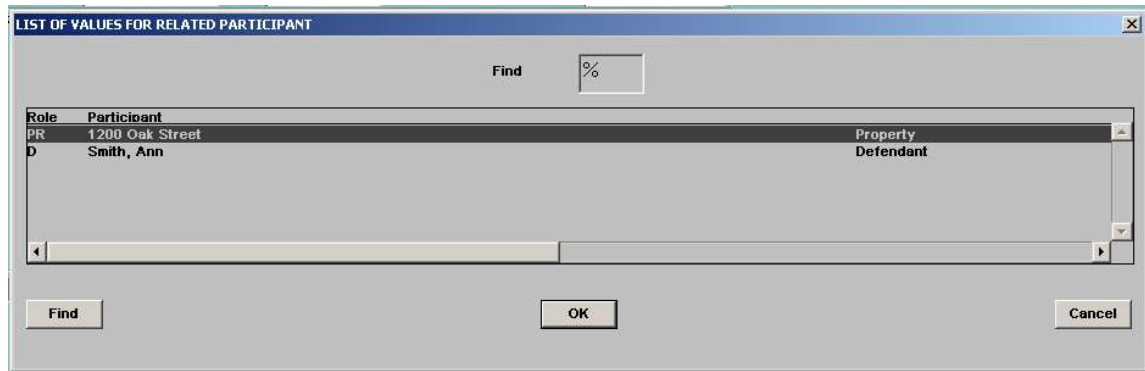 LIST OF VALUES FOR RELATED PARTICIPANT
Find %
Role Participant
PR 1200 Oak Street Property
D Smith, Ann Defendant
Find OK Cancel